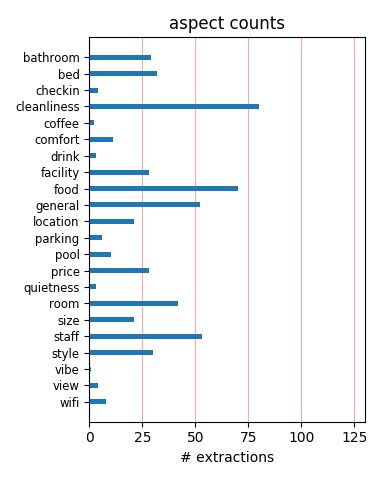 aspect counts
bathroom
bed
checkin
cleanliness
coffee
comfort
drink
facility
food
general
location
parking
pool
price
quietness
room
size
staff
style
vibe
view
wifi
0 25 50 75 100 125
# extractions